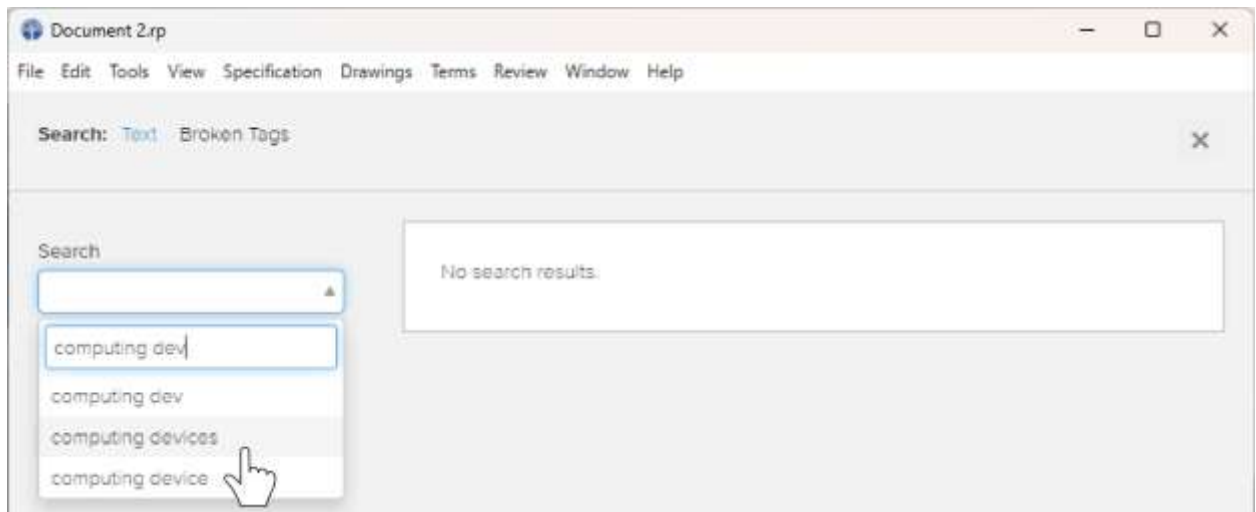 Document 2.rp
File Edit Tools View Specification Drawings Terms Review Window Help
Search: Text Broken Tags
Search
No search results.
computing dev
computing dev
computing devices
computing device